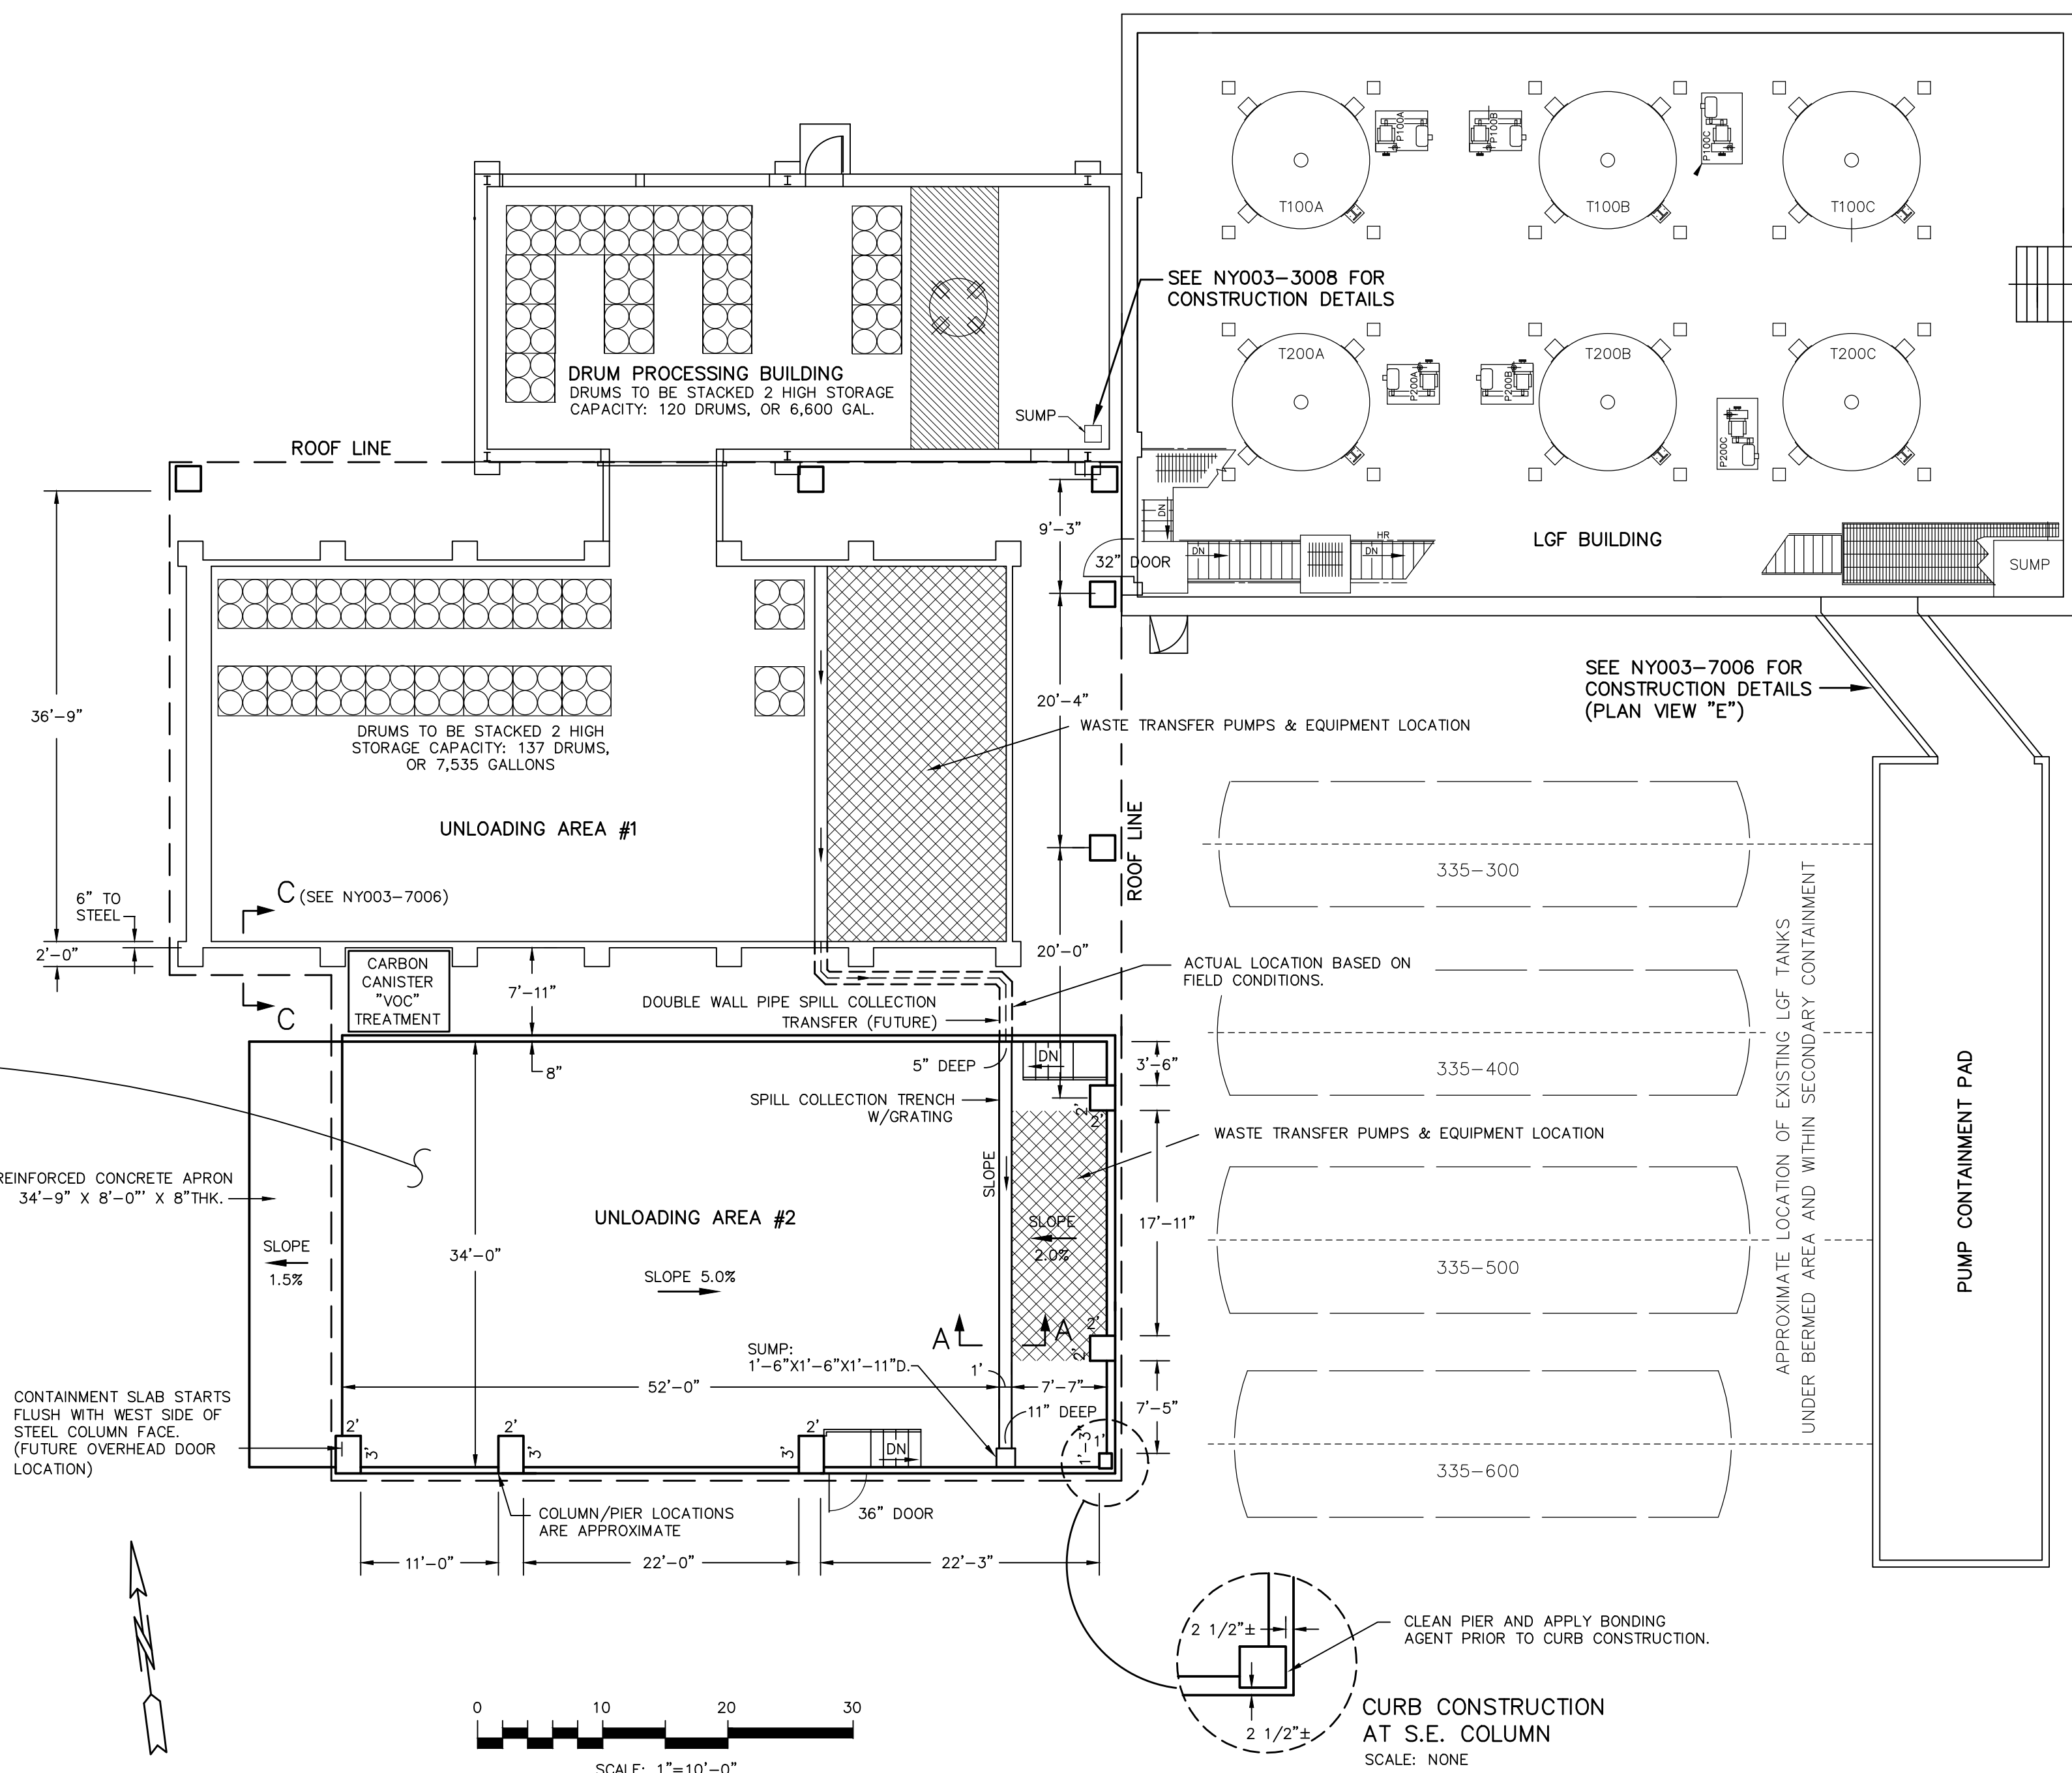 T100A
P100A
P100B
T100B
P100C
T100C
SEE NY003-3008 FOR
CONSTRUCTION DETAILS
T200A
P200A
P200B
T200B
P200C
T200C
DRUM PROCESSING BUILDING
DRUMS TO BE STACKED 2 HIGH STORAGE
CAPACITY: 120 DRUMS, OR 6,600 GAL.
SUMP
ROOF LINE
DN
9'-3"
32" DOOR
DN
DN
HR
LGF BUILDING
SUMP
36'-9"
20'-4"
SEE NY003-7006 FOR
CONSTRUCTION DETAILS
(PLAN VIEW "E")
WASTE TRANSFER PUMPS & EQUIPMENT LOCATION
DRUMS TO BE STACKED 2 HIGH
STORAGE CAPACITY: 137 DRUMS,
OR 7,535 GALLONS
UNLOADING AREA #1
ROOF LINE
335-300
C (SEE NY003-7006)
6" TO
STEEL
2'-0"
20'-0"
CARBON
CANISTER
"VOC"
TREATMENT
C
7'-11"
DOUBLE WALL PIPE SPILL COLLECTION
TRANSFER (FUTURE)
ACTUAL LOCATION BASED ON
FIELD CONDITIONS.
8"
5" DEEP
DN
3'-6"
335-400
SPILL COLLECTION TRENCH
W/GRATING
2'
2'
WASTE TRANSFER PUMPS & EQUIPMENT LOCATION
REINFORCED CONCRETE APRON
34'-9" X 8'-0"' X 8"THK.
SLOPE
UNLOADING AREA #2
SLOPE
2.0%
17'-11"
SLOPE
1.5%
34'-0"
SLOPE 5.0%
335-500
APPROXIMATE LOCATION OF EXISTING LGF TANKS
UNDER BERMED AREA AND WITHIN SECONDARY CONTAINMENT
PUMP CONTAINMENT PAD
A
A
2'
2'
SUMP:
1'-6"X1'-6"X1'-11"D.
1'
52'-0"
7'-7"
7'-5"
11" DEEP
CONTAINMENT SLAB STARTS
FLUSH WITH WEST SIDE OF
STEEL COLUMN FACE.
(FUTURE OVERHEAD DOOR
LOCATION)
2'
3'
2'
3'
2'
3'
DN
1'-3"
1'
335-600
COLUMN/PIER LOCATIONS
ARE APPROXIMATE
36" DOOR
11'-0"
22'-0"
22'-3"
2 1/2"±
CLEAN PIER AND APPLY BONDING
AGENT PRIOR TO CURB CONSTRUCTION.
2 1/2"±
CURB CONSTRUCTION
AT S.E. COLUMN
SCALE: NONE
N
0 10 20 30
SCALE: 1"=10'-0"